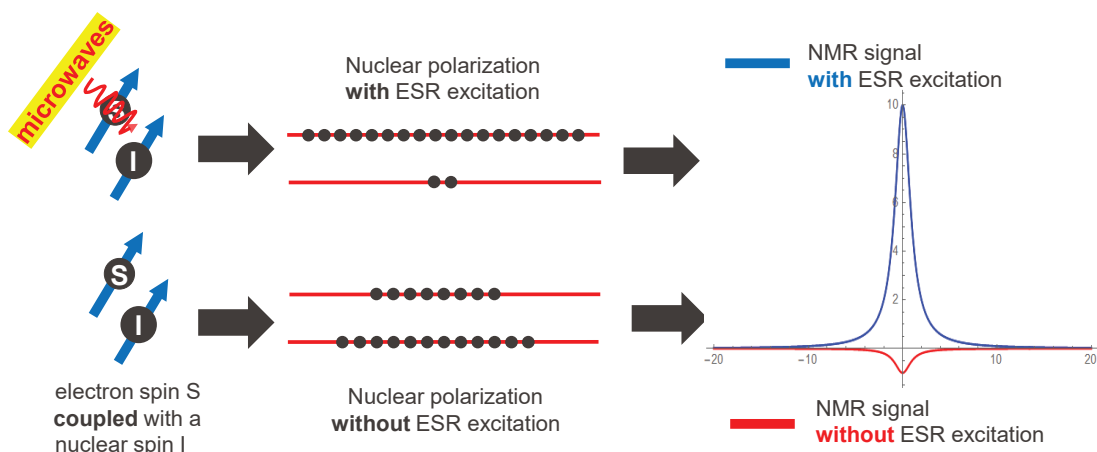 microwaves
S
I
Nuclear polarization
with ESR excitation
NMR signal
with ESR excitation
S
I
electron spin S
coupled with a
nuclear spin I
Nuclear polarization
without ESR excitation
10
8
6
4
2
−20
−10
0
10
20
NMR signal
without ESR excitation